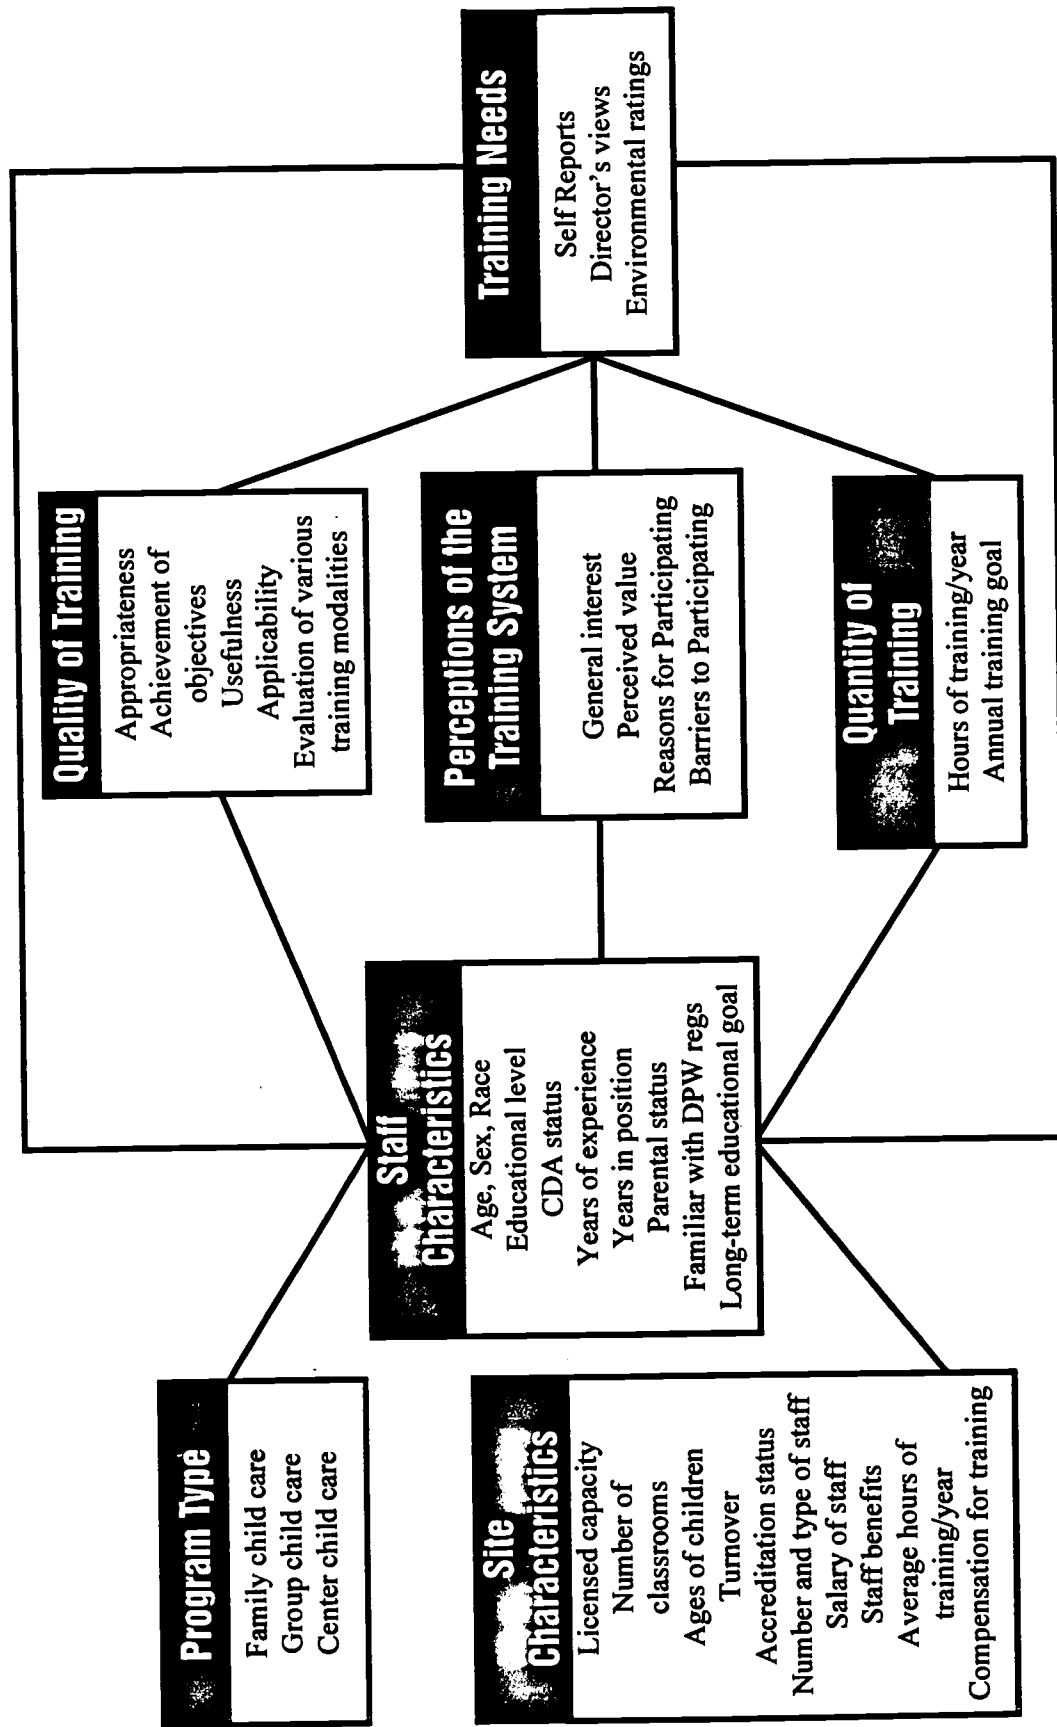 Program Type
Family child care
Group child care
Center child care
Site
Characteristics
Licensed capacity
Number of
classrooms
Ages of children
Turnover
Accreditation status
Number and type of staff
Salary of staff
Staff benefits
Average hours of
training/year
Compensation for training
Staff
Characteristics
Age, Sex, Race
Educational level
CDA status
Years of experience
Years in position
Parental status
Familiar with DPW regs
Long-term educational goal
Quality of Training
Appropriateness
Achievement of
objectives
Usefulness
Applicability
Evaluation of various
training modalities
Perceptions of the
Training System
General interest
Perceived value
Reasons for Participating
Barriers to Participating
Quantity of
Training
Hours of training/year
Annual training goal
Training Needs
Self Reports
Director's views
Environmental ratings